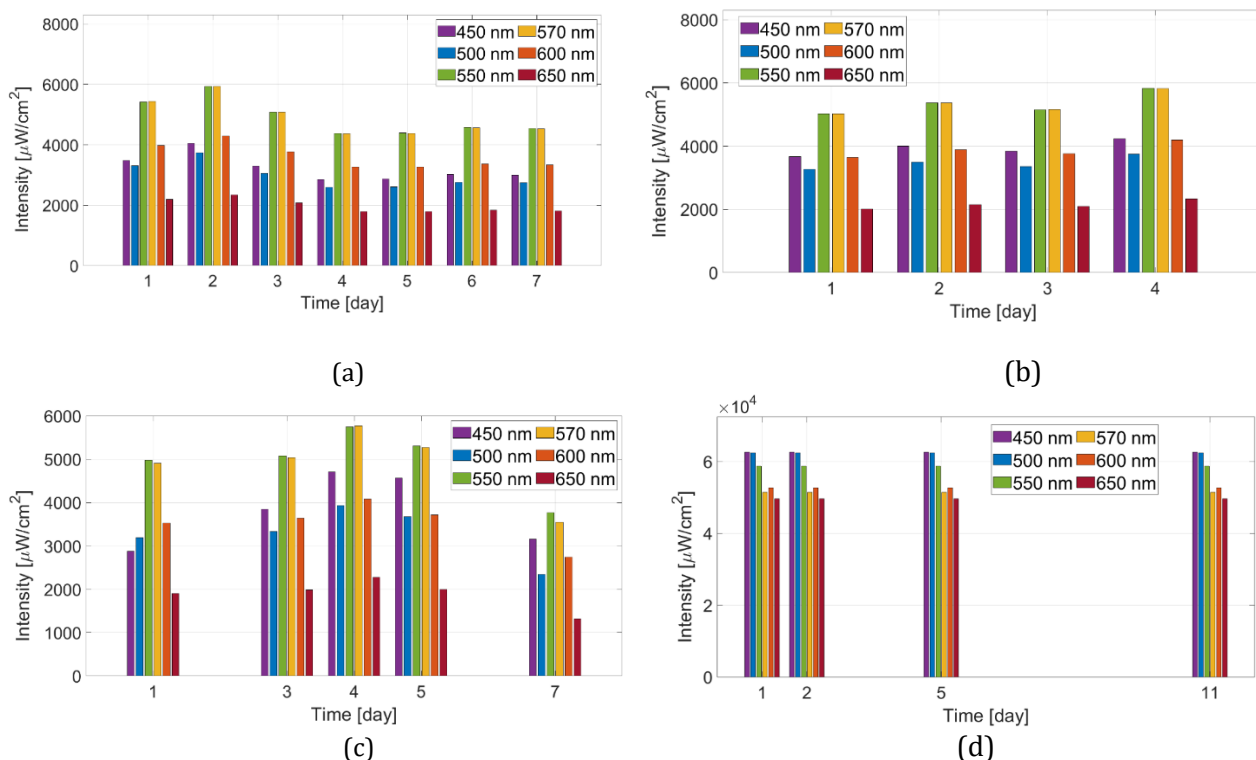 8000
6000
4000
2000
0
Intensity [μW/cm²]
450 nm 570 nm
500 nm 600 nm
550 nm 650 nm
1 2 3 4 5 6 7
Time [day]
(a)
8000
6000
4000
2000
0
Intensity [μW/cm²]
450 nm 570 nm
500 nm 600 nm
550 nm 650 nm
1 2 3 4
Time [day]
(b)
6000
5000
4000
3000
2000
1000
0
Intensity [μW/cm²]
450 nm 570 nm
500 nm 600 nm
550 nm 650 nm
1 3 4 5 7
Time [day]
(c)
×10⁴
6
4
2
0
Intensity [μW/cm²]
450 nm 570 nm
500 nm 600 nm
550 nm 650 nm
1 2 5 11
Time [day]
(d)